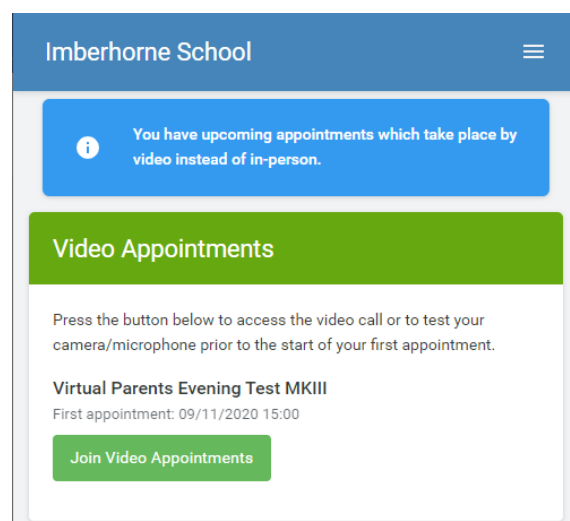 Imberhorne School
You have upcoming appointments which take place by
video instead of in-person.
Video Appointments
Press the button below to access the video call or to test your
camera/microphone prior to the start of your first appointment.
Virtual Parents Evening Test MKIII
First appointment: 09/11/2020 15:00
Join Video Appointments